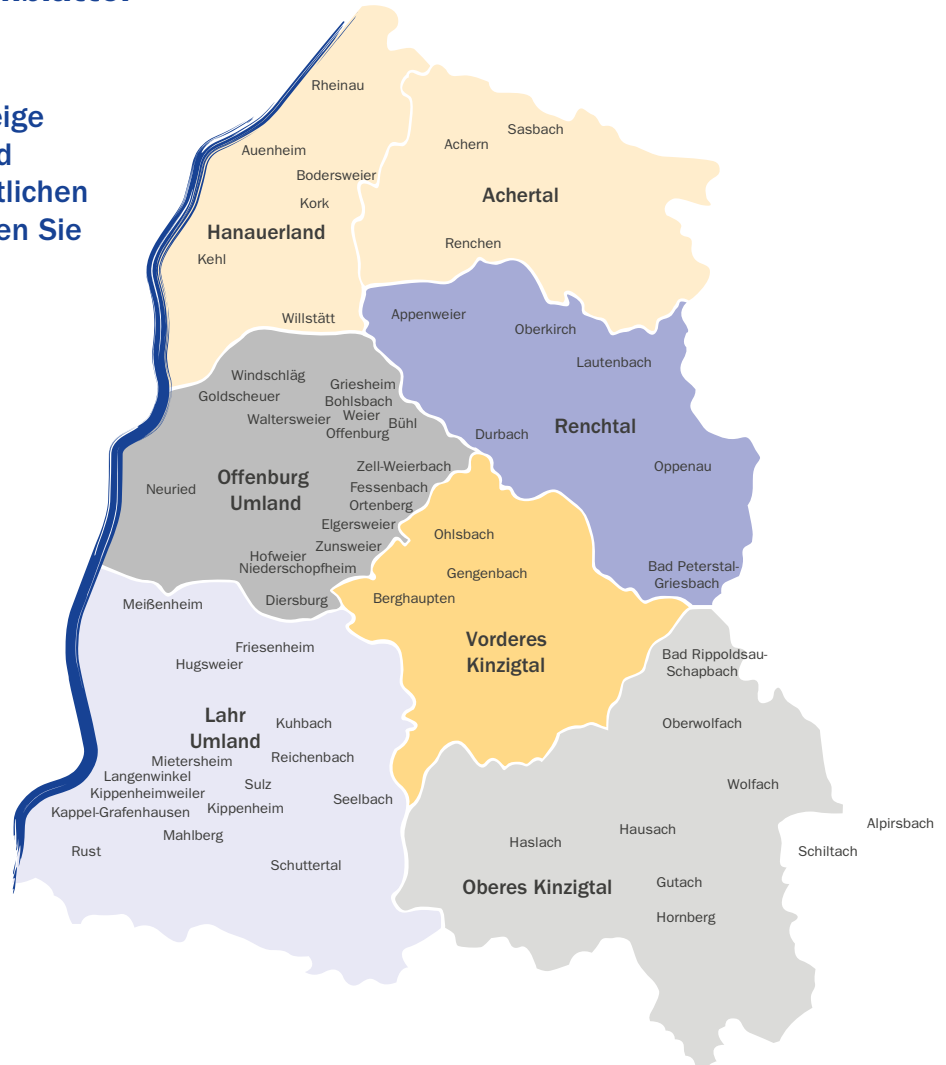 eige
tlichen
en Sie
Rheinau
Sasbach
Achern
Auenheim
Bodersweier
Achertal
Kork
Hanauerland
Renchen
Kehl
Willstätt
Appenweier
Oberkirch
Lautenbach
Windschläg
Griesheim
Goldscheuer
Bohlsbach
Weier
Waltersweier
Bühl
Offenburg
Durbach
Renchtal
Oppenau
Zell-Weierbach
Offenburg
Umland
Neuried
Fessenbach
Ortenberg
Elgersweier
Ohlsbach
Zunsweier
Hofweier
Niederschopfheim
Gengenbach
Bad Peterstal-
Griesbach
Diersburg
Berghaupten
Meißenheim
Vorderes
Kinzigtal
Friesenheim
Hugsweier
Bad Rippoldsau-
Schapbach
Lahr
Umland
Kuhbach
Oberwolfach
Mietersheim
Reichenbach
Langenwinkel
Sulz
Wolfach
Kippenheimweiler
Seelbach
Kappel-Grafenhausen
Kippenheim
Alpirsbach
Mahlberg
Hausach
Haslach
Rust
Schiltach
Schuttertal
Oberes Kinzigtal
Gutach
Hornberg